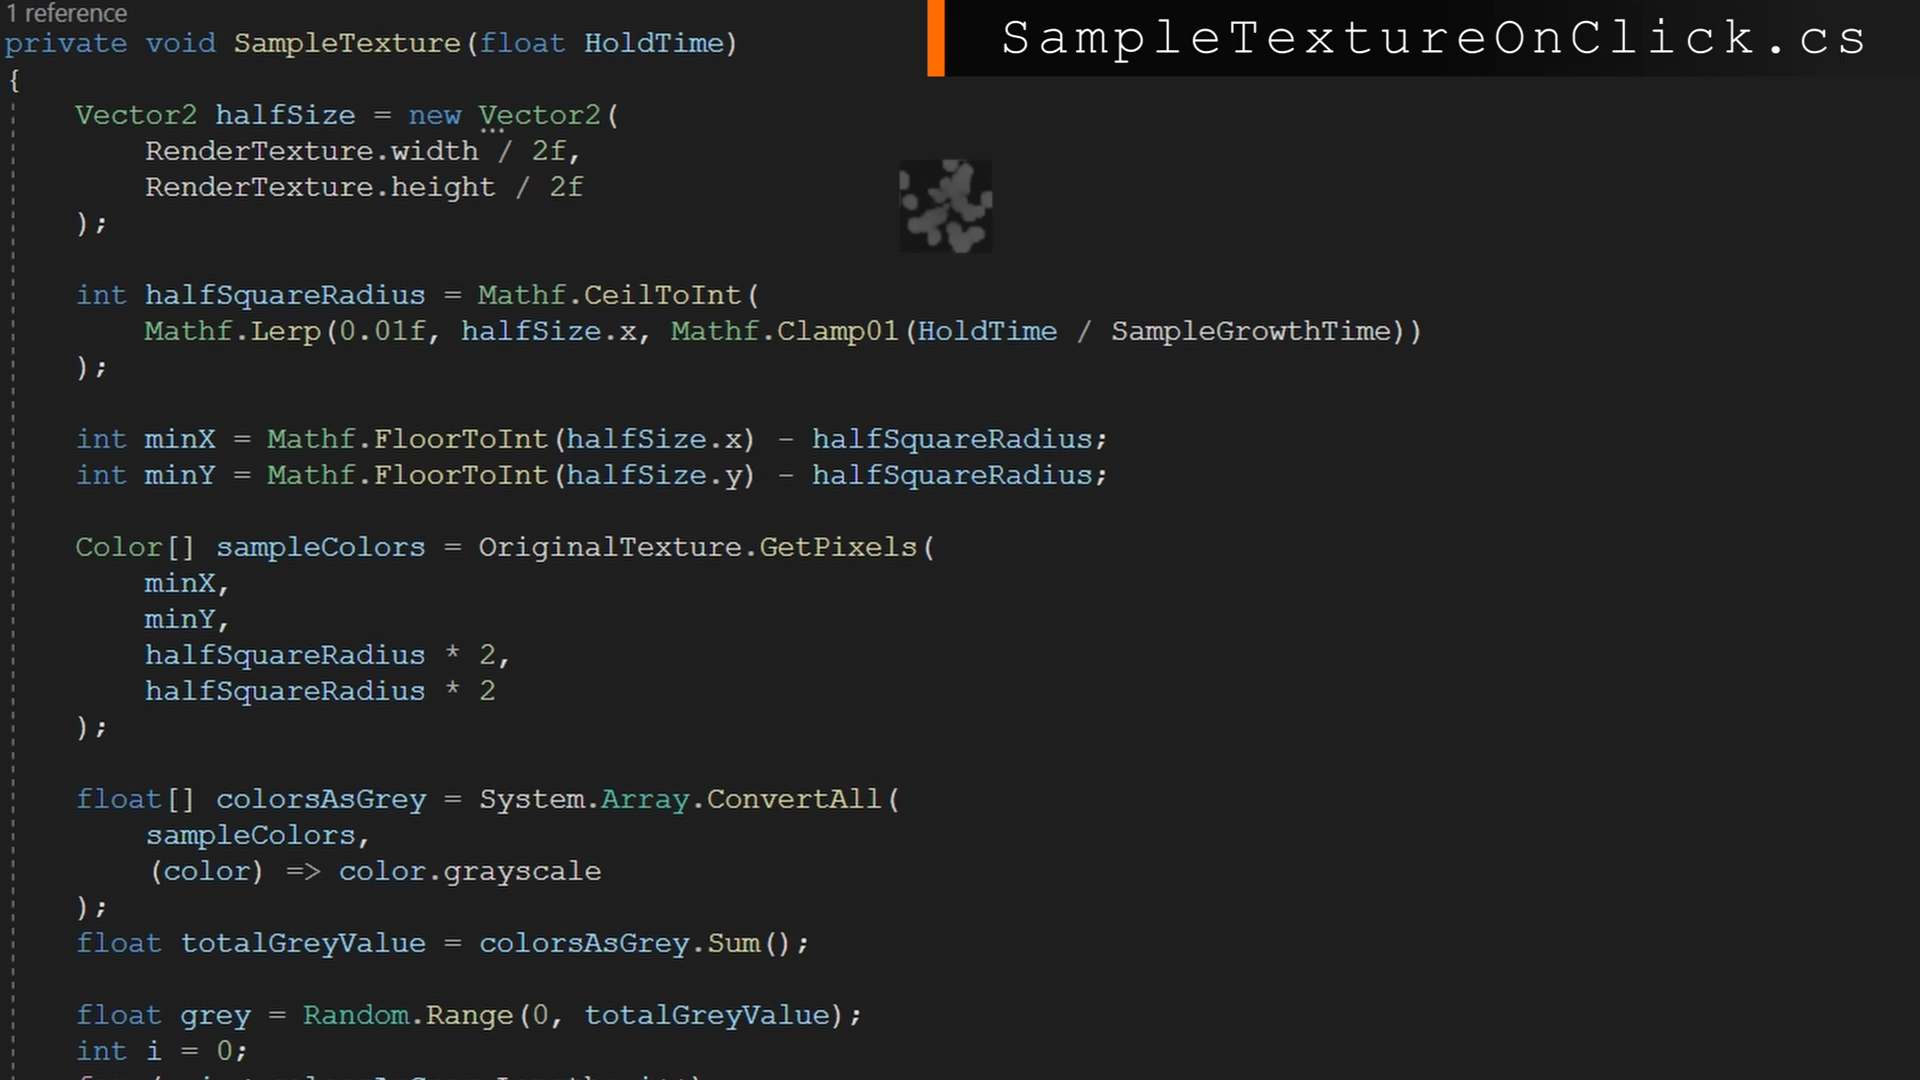 1 reference
SampleTextureOnClick.cs
private void SampleTexture(float HoldTime)
{
Vector2 halfSize = new Vector2(
RenderTexture.width / 2f,
RenderTexture.height / 2f
);
int halfSquareRadius = Mathf.CeilToInt(
Mathf.Lerp(0.01f, halfSize.x, Mathf.Clamp01(HoldTime / SampleGrowthTime))
);
int minX = Mathf.FloorToInt(halfSize.x) - halfSquareRadius;
int minY = Mathf.FloorToInt(halfSize.y) - halfSquareRadius;
Color[] sampleColors = OriginalTexture.GetPixels(
minX,
minY,
halfSquareRadius * 2,
halfSquareRadius * 2
);
float[] colorsAsGrey = System.Array.ConvertAll(
sampleColors,
(color) => color.grayscale
);
float totalGreyValue = colorsAsGrey.Sum();
float grey = Random.Range(0, totalGreyValue);
int i = 0;